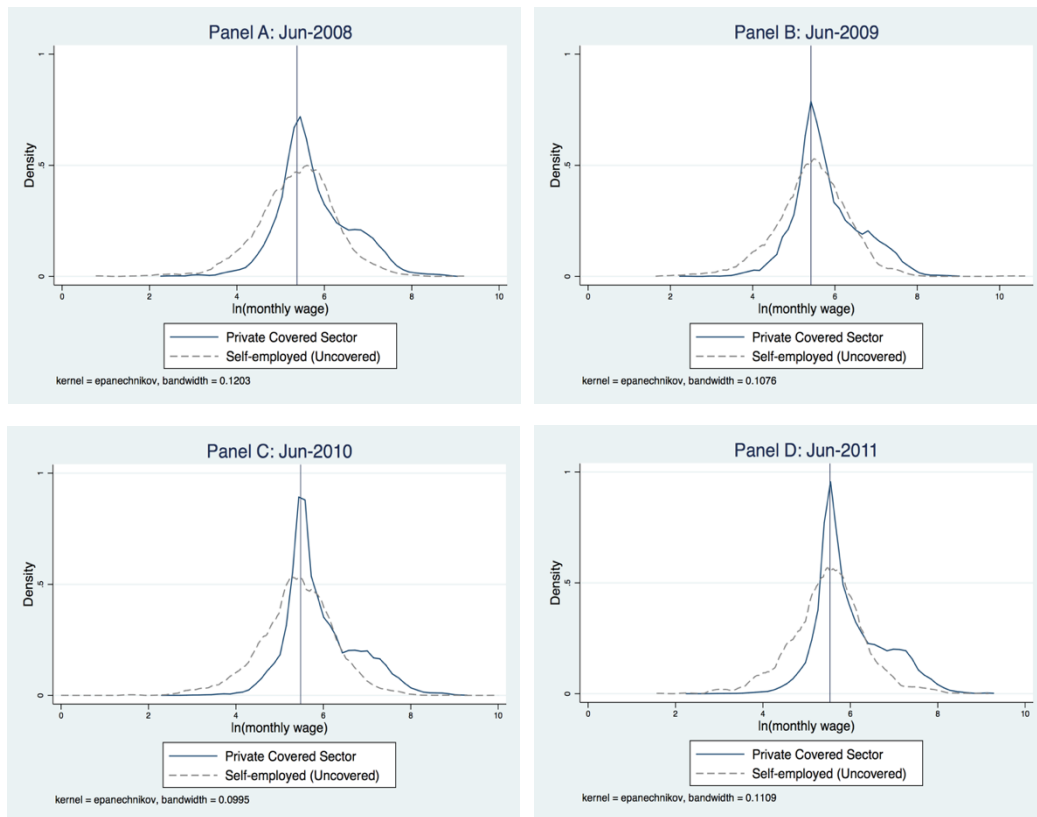 Panel A: Jun-2008
1
.5
0
Density
0 2 4 6 8 10
ln(monthly wage)
Private Covered Sector
Self-employed (Uncovered)
kernel = epanechnikov, bandwidth = 0.1203
Panel B: Jun-2009
1
.5
0
Density
0 2 4 6 8 10
ln(monthly wage)
Private Covered Sector
Self-employed (Uncovered)
kernel = epanechnikov, bandwidth = 0.1076
Panel C: Jun-2010
1
.5
0
Density
0 2 4 6 8 10
ln(monthly wage)
Private Covered Sector
Self-employed (Uncovered)
kernel = epanechnikov, bandwidth = 0.0995
Panel D: Jun-2011
1
.5
0
Density
0 2 4 6 8 10
ln(monthly wage)
Private Covered Sector
Self-employed (Uncovered)
kernel = epanechnikov, bandwidth = 0.1109